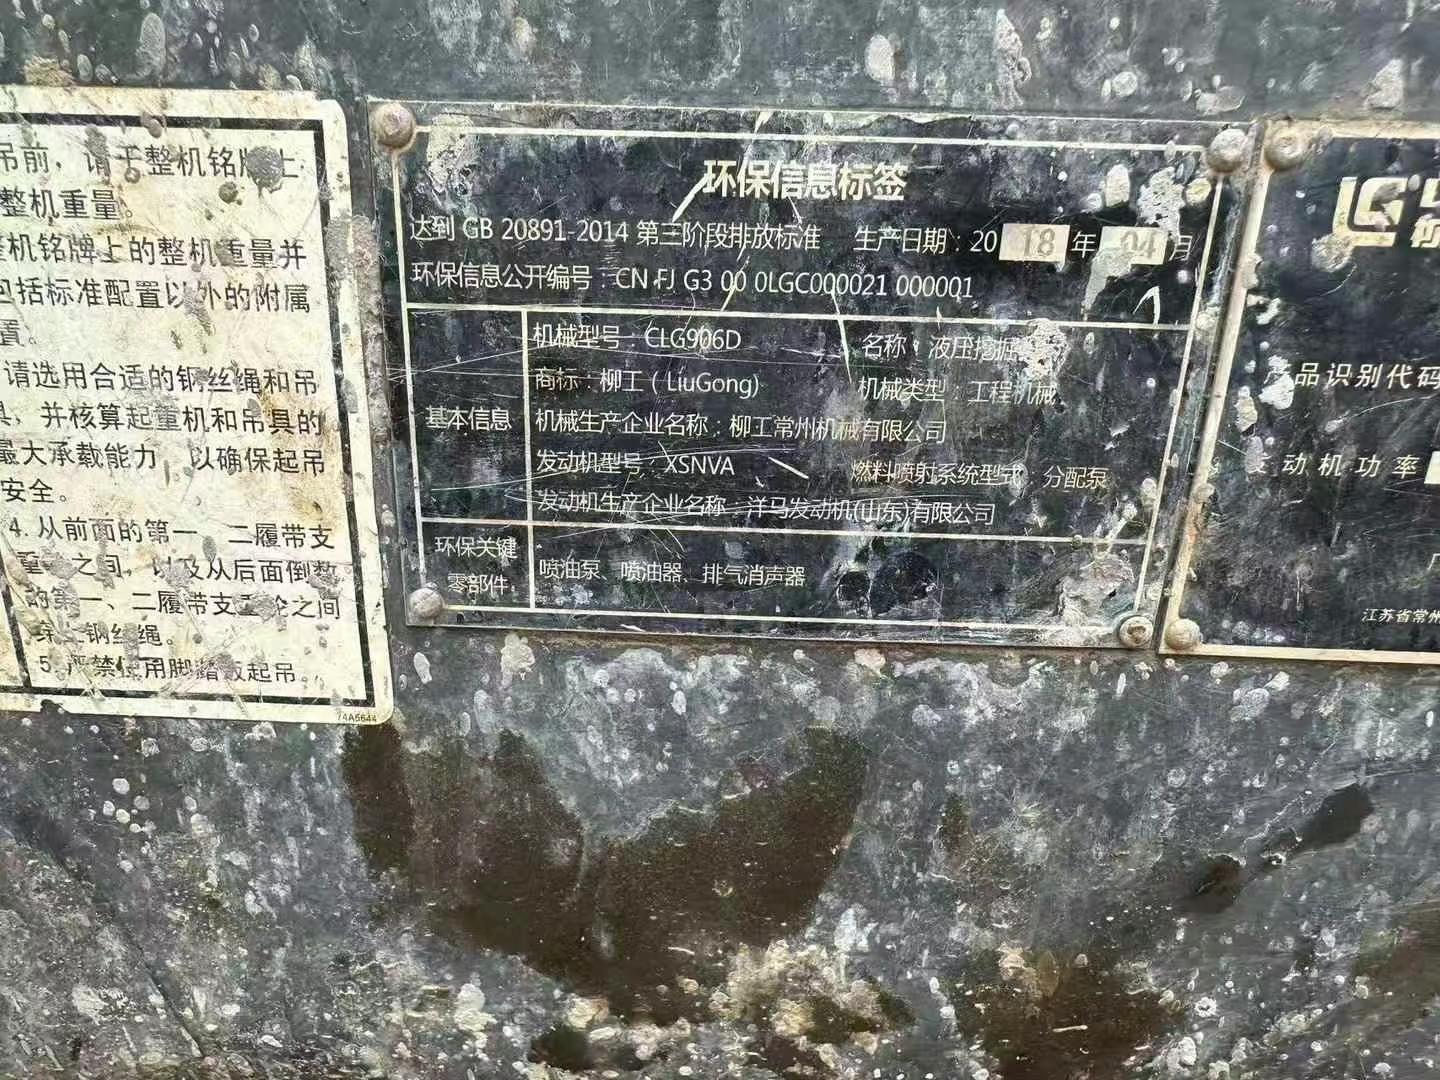 吊前，请于整机铭牌上
整机重量。
整机铭牌上的整机重量并
包括标准配置以外的附属
置。
请选用合适的钢丝绳和吊
具，并核算起重机和吊具的
最大承载能力，以确保起吊
安全。
4. 从前面的第一、二履带支
重轮之间，以及从后面倒数
的第一、二履带支重轮之间
穿上钢丝绳。
5. 严禁使用脚踏板起吊。
74A5644
环保信息标签
达到 GB 20891-2014 第三阶段排放标准 生产日期：2018年04月
环保信息公开编号：CN FJ G3 00 0LGC000021 000001
基本信息
机械型号：CLG906D 名称：液压挖掘
商标：柳工（LiuGong) 机械类型：工程机械
机械生产企业名称：柳工常州机械有限公司
发动机型号：XSNVA 燃料喷射系统型式：分配泵
发动机生产企业名称：洋马发动机(山东)有限公司
环保关键
零部件
喷油泵、喷油器、排气消声器
产品识别代码
发动机功率
江苏省常州